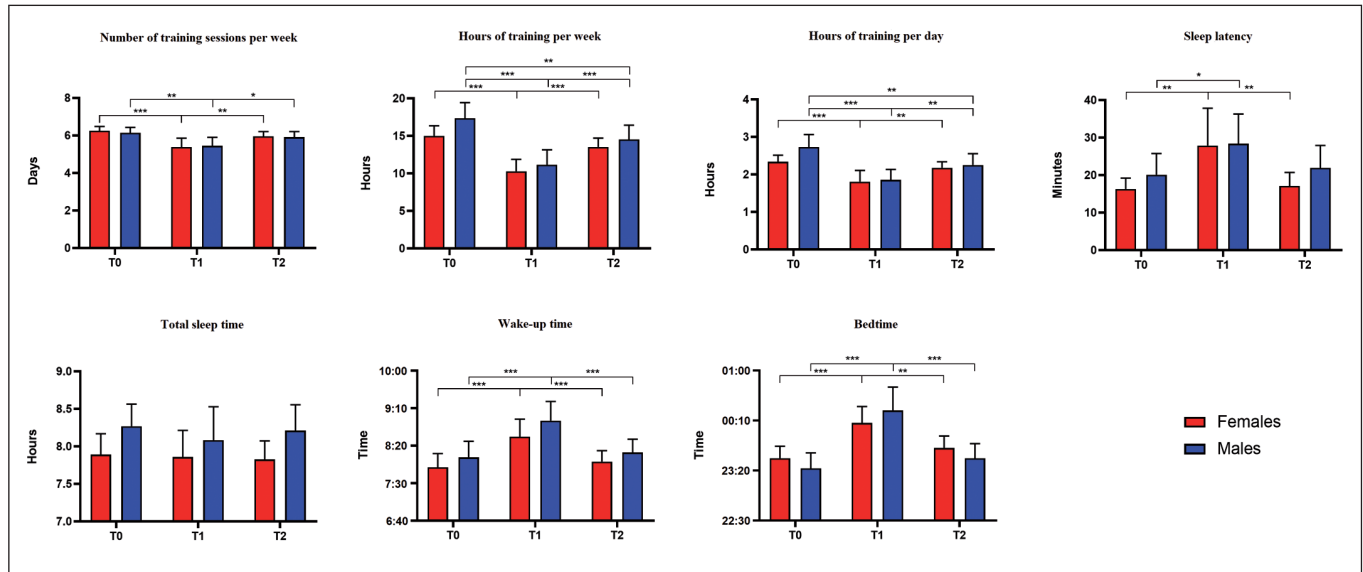 Number of training sessions per week
** *
*** **
Days
8
6
4
2
0
T0 T1 T2
Hours of training per week
**
*** ***
*** ***
Hours
20
15
10
5
0
T0 T1 T2
Hours of training per day
**
*** **
*** **
Hours
4
3
2
1
0
T0 T1 T2
Sleep latency
*
** **
Minutes
40
30
20
10
0
T0 T1 T2
Total sleep time
Hours
9.0
8.5
8.0
7.5
7.0
T0 T1 T2
Wake-up time
*** ***
*** ***
Time
10:00
9:10
8:20
7:30
6:40
T0 T1 T2
Bedtime
*** ***
*** **
Time
01:00
00:10
23:20
22:30
T0 T1 T2
Females
Males